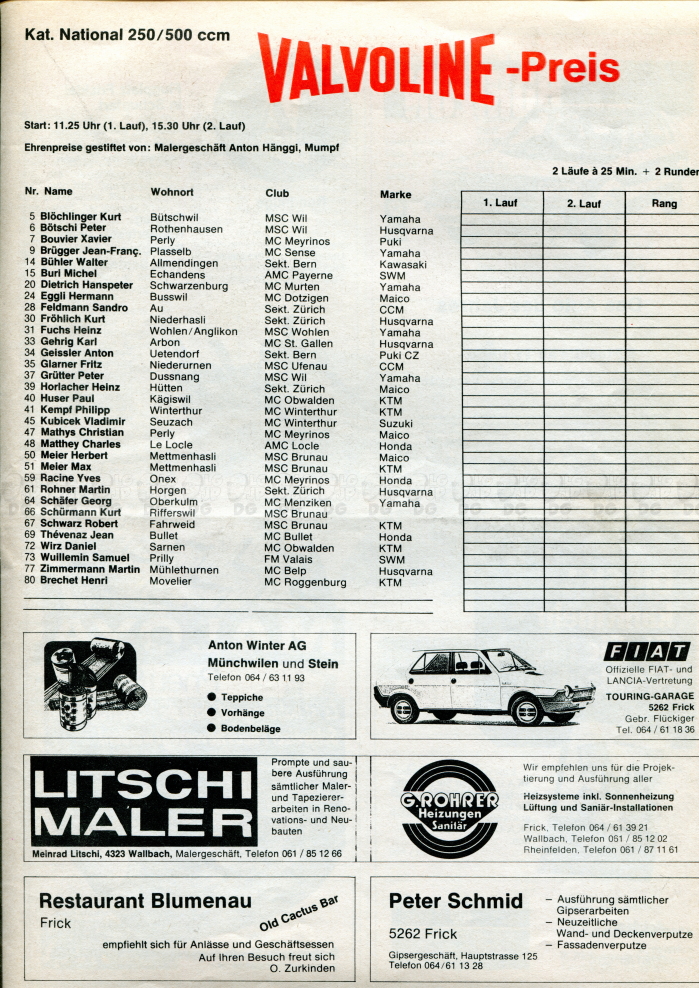 Kat. National 250/500 ccm
VALVOLINE -Preis
Start: 11.25 Uhr (1. Lauf), 15.30 Uhr (2. Lauf)
Ehrenpreise gestiftet von: Malergeschäft Anton Hänggi, Mumpf
2 Läufe à 25 Min. + 2 Runden
Nr. Name Wohnort Club Marke 1. Lauf 2. Lauf Rang
5 Blöchlinger Kurt Bütschwil MSC Wil Yamaha
6 Bötschi Peter Rothenhausen MSC Wil Husqvarna
7 Bouvier Xavier Perly MC Meyrinos Puki
9 Brügger Jean-Franç. Plasselb MC Sense Yamaha
14 Bühler Walter Allmendingen Sekt. Bern Kawasaki
15 Buri Michel Echandens AMC Payerne SWM
20 Dietrich Hanspeter Schwarzenburg MC Murten Yamaha
24 Eggli Hermann Busswil MC Dotzigen Maico
28 Feldmann Sandro Au Sekt. Zürich CCM
30 Fröhlich Kurt Niederhasli Sekt. Zürich Husqvarna
31 Fuchs Heinz Wohlen/Anglikon MSC Wohlen Yamaha
33 Gehrig Karl Arbon MC St. Gallen Husqvarna
34 Geissler Anton Uetendorf Sekt. Bern Puki CZ
35 Glarner Fritz Niederurnen MSC Ufenau CCM
37 Grütter Peter Dussnang MSC Wil Yamaha
39 Horlacher Heinz Hütten Sekt. Zürich Maico
40 Huser Paul Kägiswil MC Obwalden KTM
41 Kempf Philipp Winterthur MC Winterthur KTM
45 Kubicek Vladimir Seuzach MC Winterthur Suzuki
47 Mathys Christian Perly MC Meyrinos Maico
48 Matthey Charles Le Locle AMC Locle Honda
50 Meier Herbert Mettmenhasli MSC Brunau Maico
51 Meier Max Mettmenhasli MSC Brunau KTM
59 Racine Yves Onex MC Meyrinos Honda
61 Rohner Martin Horgen Sekt. Zürich Husqvarna
64 Schäfer Georg Oberkulm MC Menziken Yamaha
66 Schürmann Kurt Rifferswil MSC Brunau
67 Schwarz Robert Fahrweid MSC Brunau KTM
69 Thévenaz Jean Bullet MC Bullet Honda
72 Wirz Daniel Sarnen MC Obwalden KTM
73 Wuillemin Samuel Prilly FM Valais SWM
77 Zimmermann Martin Mühlethurnen MC Belp Husqvarna
80 Brechet Henri Movelier MC Roggenburg KTM
Anton Winter AG
Münchwilen und Stein
Telefon 064 / 63 11 93
● Teppiche
● Vorhänge
● Bodenbeläge
FIAT
Offizielle FIAT- und
LANCIA-Vertretung
TOURING-GARAGE
5262 Frick
Gebr. Flückiger
Tel. 064 / 61 18 36
LITSCHI
MALER
Prompte und sau-
bere Ausführung
sämtlicher Maler-
und Tapezierer-
arbeiten in Reno-
vations- und Neu-
bauten
Meinrad Litschi, 4323 Wallbach, Malergeschäft, Telefon 061 / 85 12 66
G. ROHRER
Heizungen
Sanitär
Wir empfehlen uns für die Projek-
tierung und Ausführung aller
Heizsysteme inkl. Sonnenheizung
Lüftung und Saniär-Installationen
Frick, Telefon 064 / 61 39 21
Wallbach, Telefon 061 / 85 12 02
Rheinfelden, Telefon 061 / 87 11 61
Restaurant Blumenau
Frick
Old Cactus Bar
empfiehlt sich für Anlässe und Geschäftsessen
Auf Ihren Besuch freut sich
O. Zurkinden
Peter Schmid
5262 Frick
Gipsergeschäft, Hauptstrasse 125
Telefon 064/61 13 28
– Ausführung sämtlicher
Gipserarbeiten
– Neuzeitliche
Wand- und Deckenverputze
– Fassadenverputze